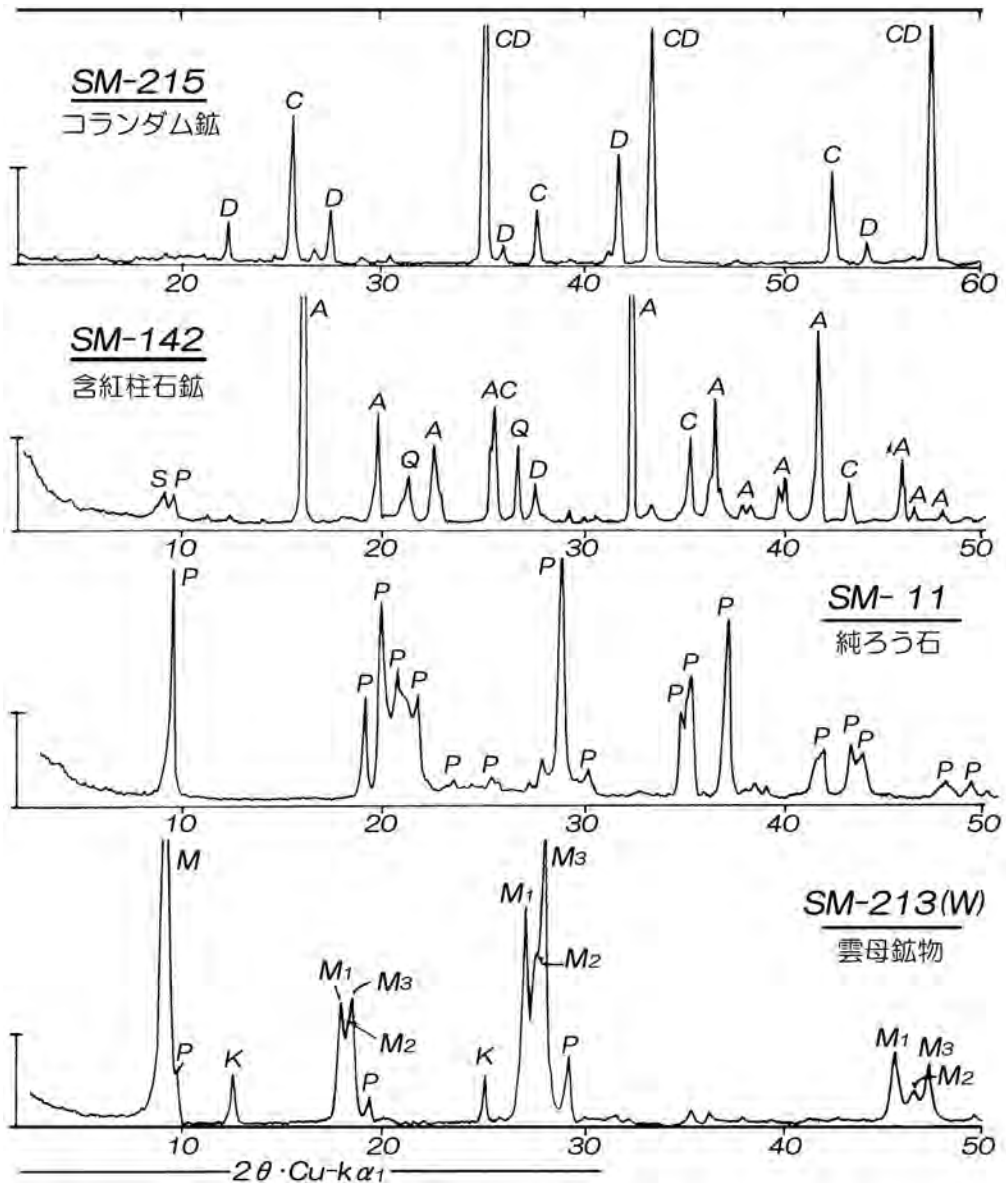 SM-215
コランダム鉱
D C D CD D C D CD C D CD
20 30 40 50 60
SM-142
含紅柱石鉱
S P A A Q A AC Q D A C A A A A C A A A
10 20 30 40 50
SM-11
純ろう石
P P P P P P P P P P P P P P P P P P
10 20 30 40 50
SM-213(W)
雲母鉱物
M P K M1 M2 M3 P K M1 M2 M3 P M1 M3 M2
10 20 30 40 50
2θ・Cu-kα1